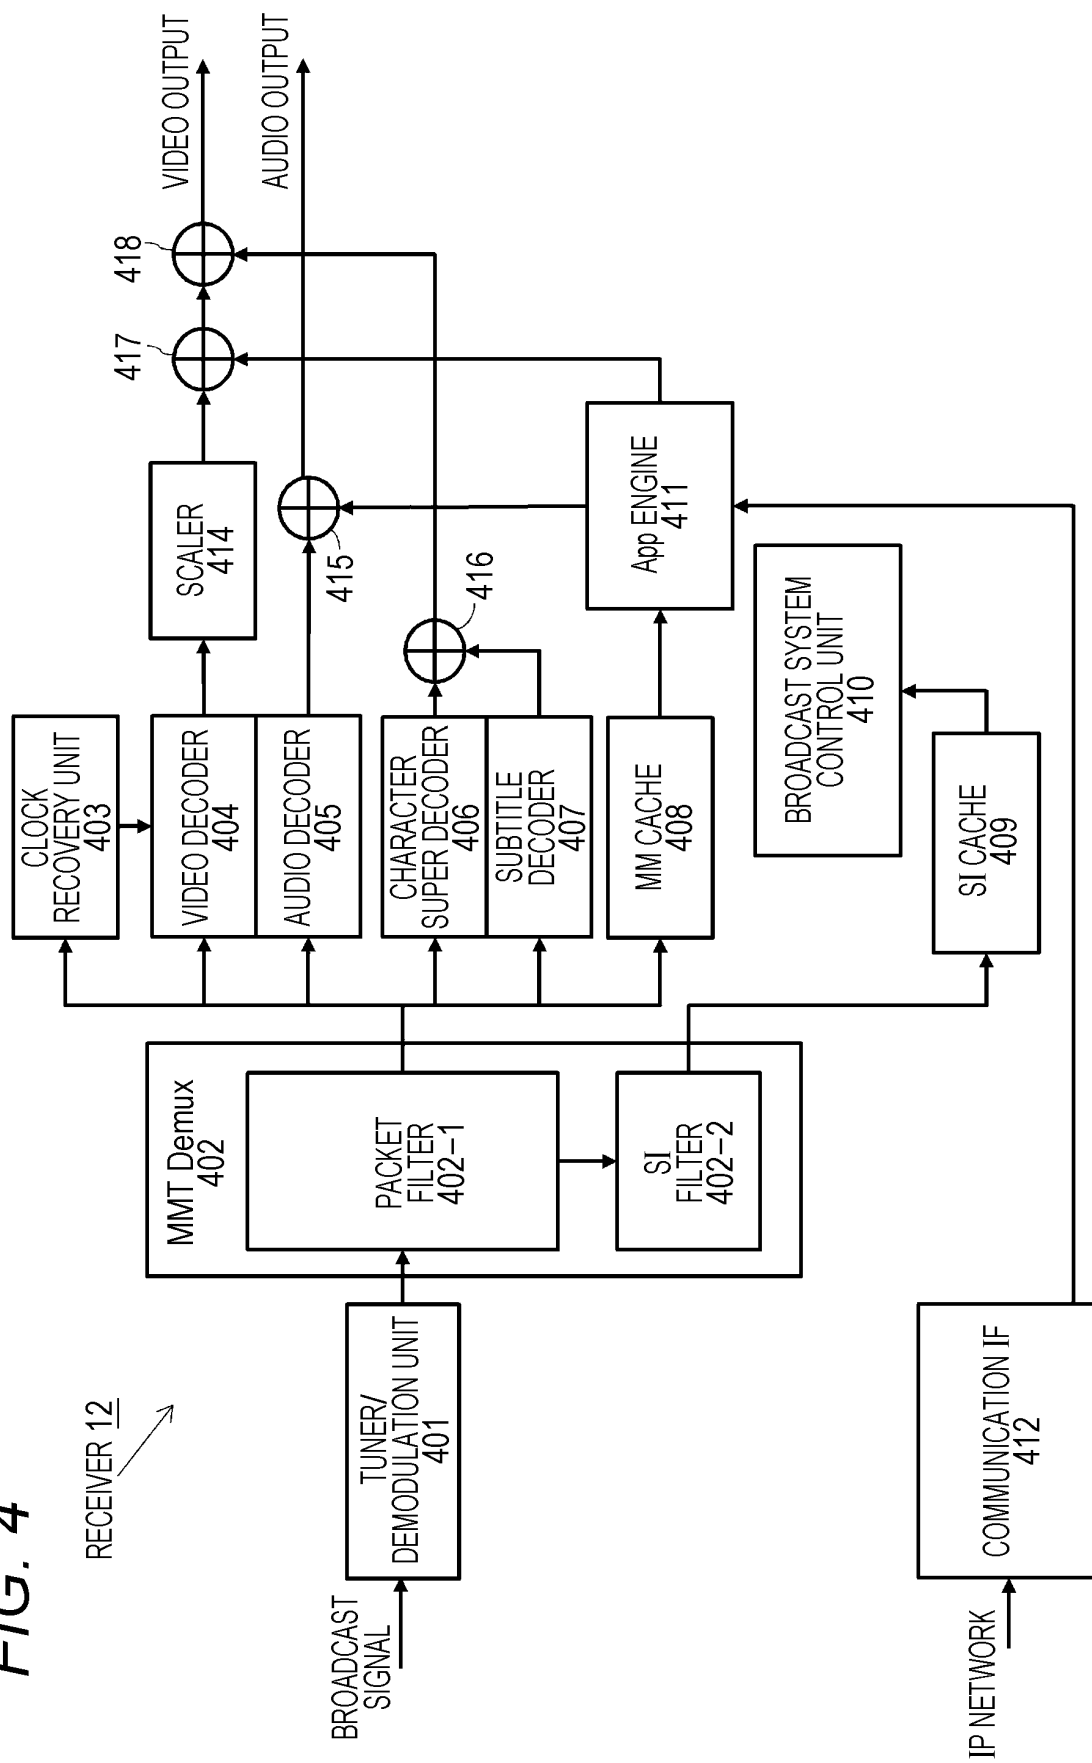 FIG. 4
RECEIVER 12
BROADCAST
SIGNAL
TUNER/
DEMODULATION UNIT
401
MMT Demux
402
PACKET
FILTER
402-1
SI
FILTER
402-2
CLOCK
RECOVERY UNIT
403
VIDEO DECODER
404
AUDIO DECODER
405
CHARACTER
SUPER DECODER
406
SUBTITLE
DECODER
407
MM CACHE
408
SI CACHE
409
BROADCAST SYSTEM
CONTROL UNIT
410
App ENGINE
411
IP NETWORK
COMMUNICATION IF
412
SCALER
414
415
416
417
418
VIDEO OUTPUT
AUDIO OUTPUT